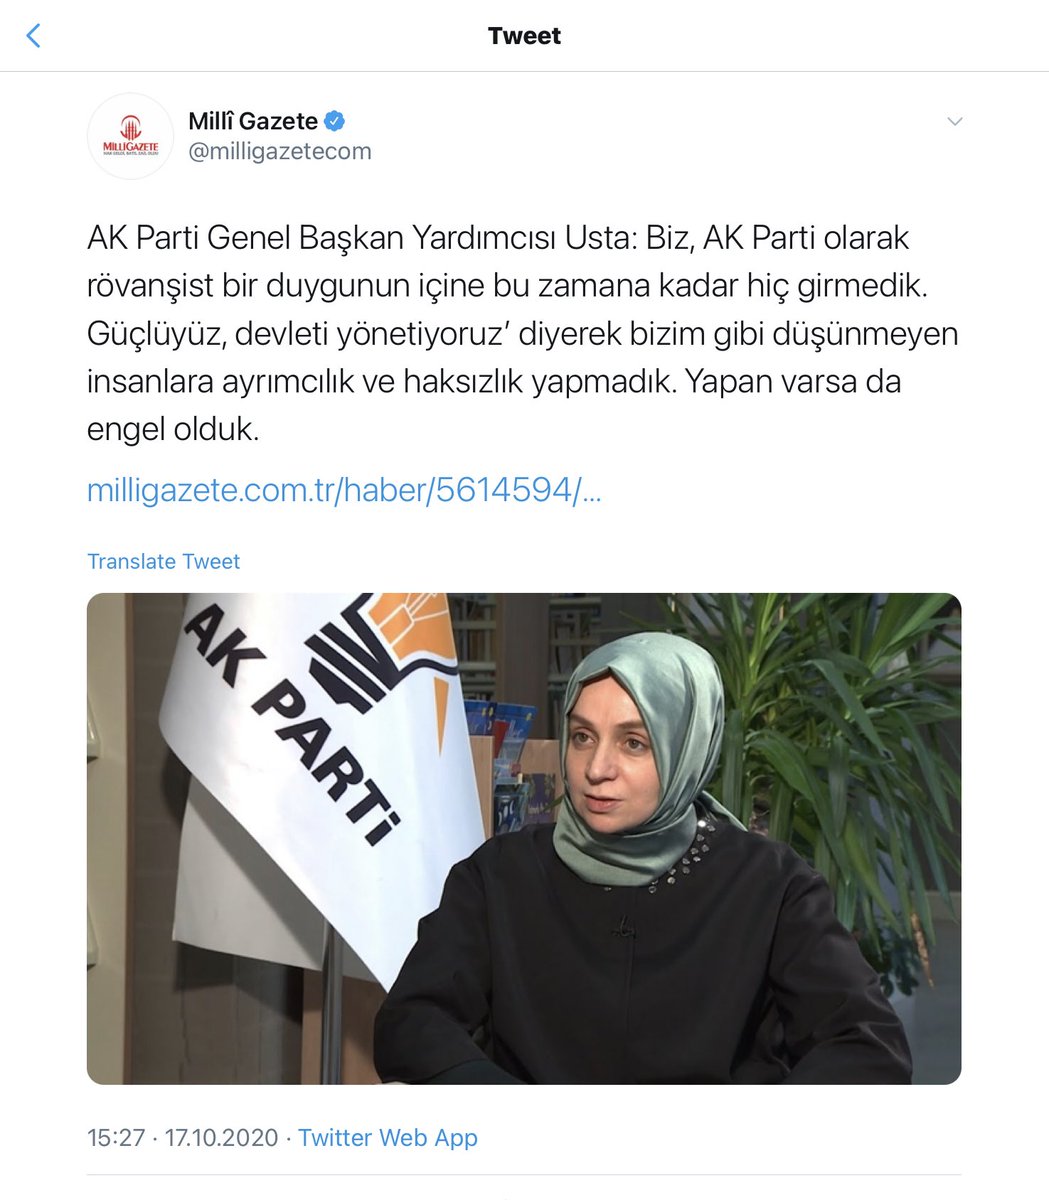 Tweet
Millî Gazete
MİLLİGAZETE
@milligazetecom
AK Parti Genel Başkan Yardımcısı Usta: Biz, AK Parti olarak
rövanşist bir duygunun içine bu zamana kadar hiç girmedik.
Güçlüyüz, devleti yönetiyoruz’ diyerek bizim gibi düşünmeyen
insanlara ayrımcılık ve haksızlık yapmadık. Yapan varsa da
engel olduk.
milligazete.com.tr/haber/5614594/...
Translate Tweet
AK PARTİ
15:27 · 17.10.2020 · Twitter Web App